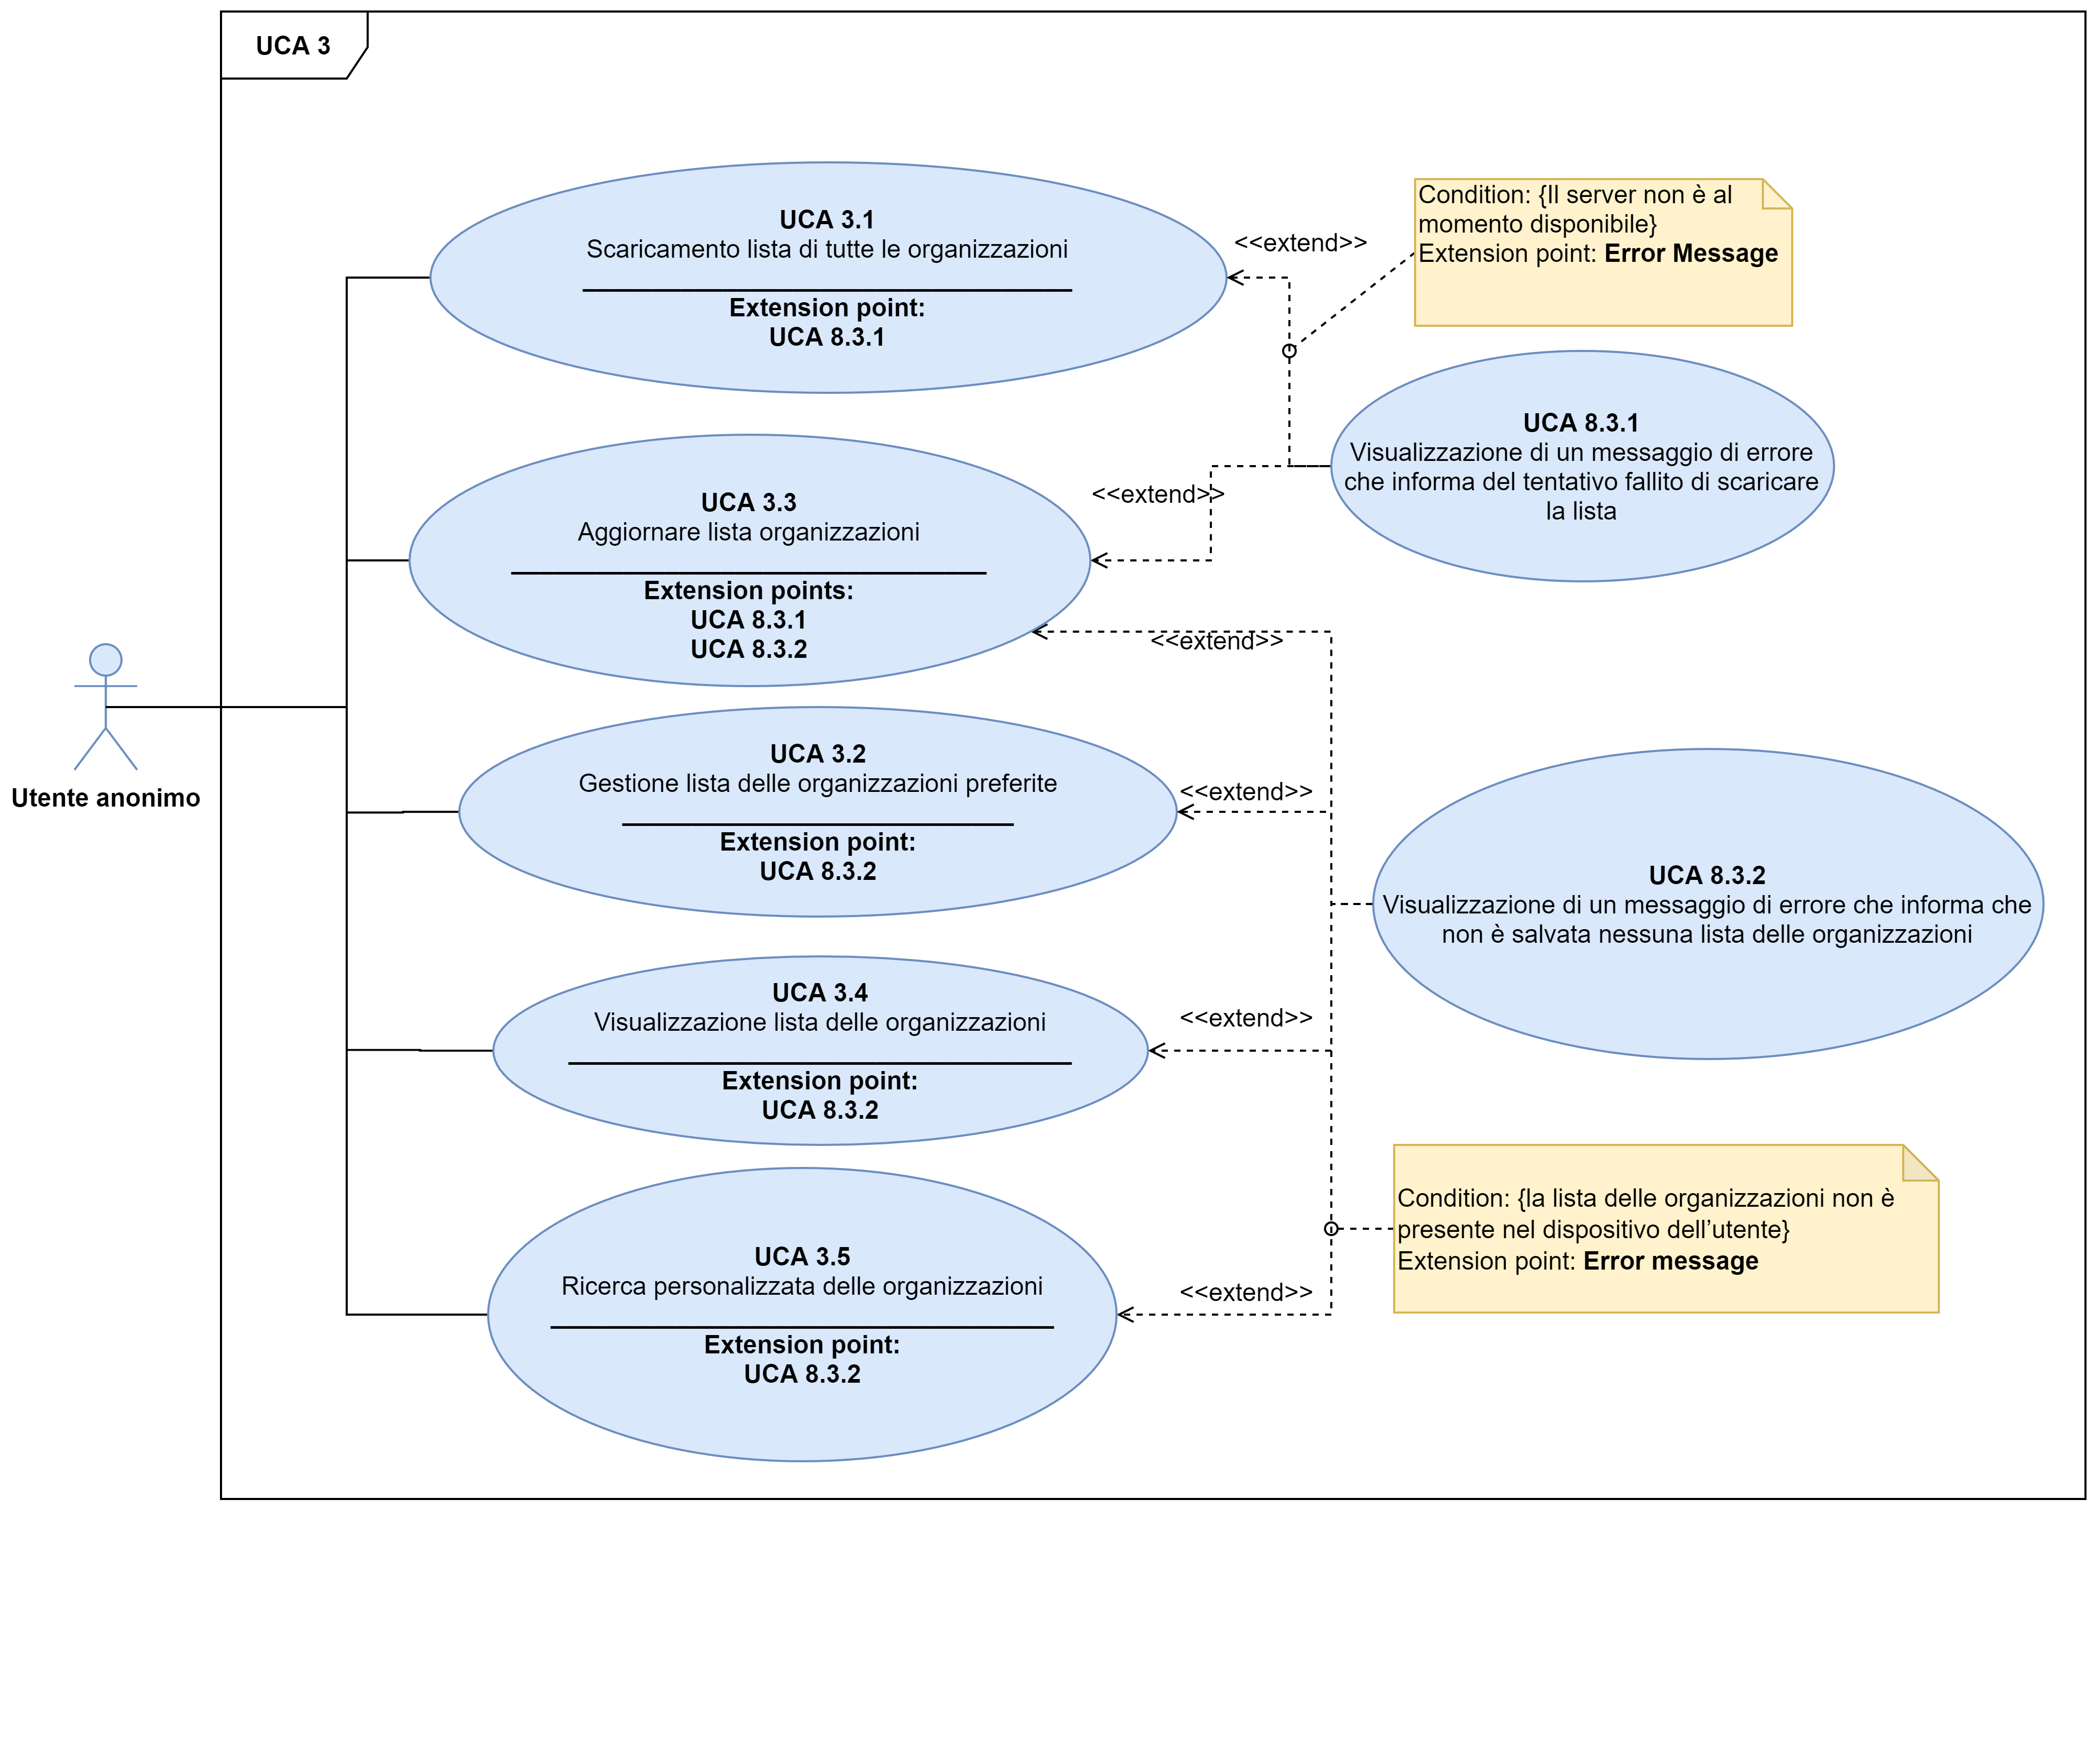 UCA 3
UCA 3.1
Scaricamento lista di tutte le organizzazioni
Extension point:
UCA 8.3.1
<<extend>>
Condition: {Il server non è al
momento disponibile}
Extension point: Error Message
UCA 8.3.1
Visualizzazione di un messaggio di errore
che informa del tentativo fallito di scaricare
la lista
<<extend>>
UCA 3.3
Aggiornare lista organizzazioni
Extension points:
UCA 8.3.1
UCA 8.3.2
<<extend>>
Utente anonimo
UCA 3.2
Gestione lista delle organizzazioni preferite
Extension point:
UCA 8.3.2
<<extend>>
UCA 8.3.2
Visualizzazione di un messaggio di errore che informa che
non è salvata nessuna lista delle organizzazioni
UCA 3.4
Visualizzazione lista delle organizzazioni
Extension point:
UCA 8.3.2
<<extend>>
Condition: {la lista delle organizzazioni non è
presente nel dispositivo dell’utente}
Extension point: Error message
UCA 3.5
Ricerca personalizzata delle organizzazioni
Extension point:
UCA 8.3.2
<<extend>>